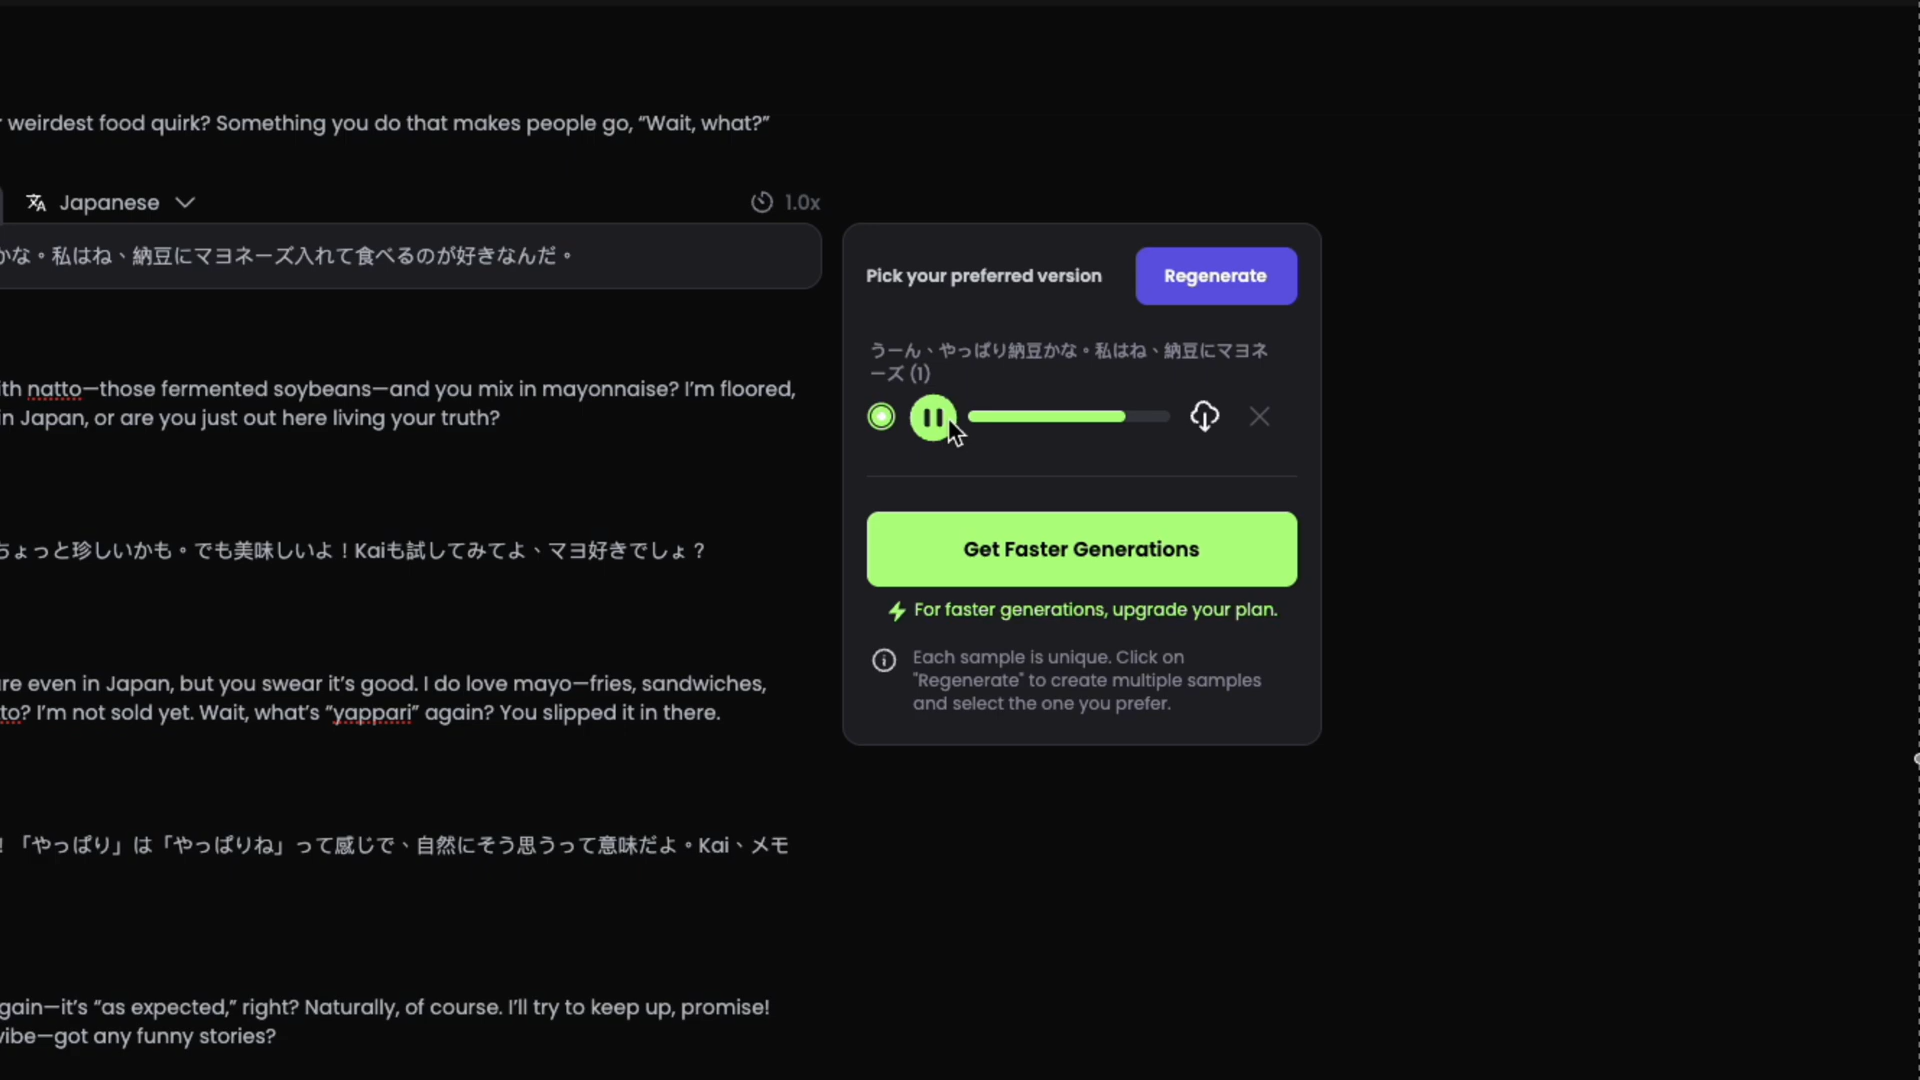 weirdest food quirk? Something you do that makes people go, “Wait, what?”
Japanese
1.0x
かな。私はね、納豆にマヨネーズ入れて食べるのが好きなんだ。
Pick your preferred version
Regenerate
うーん、やっぱり納豆かな。私はね、納豆にマヨネ
ーズ (1)
ith natto—those fermented soybeans—and you mix in mayonnaise? I’m floored,
in Japan, or are you just out here living your truth?
Get Faster Generations
For faster generations, upgrade your plan.
Each sample is unique. Click on
"Regenerate" to create multiple samples
and select the one you prefer.
ちょっと珍しいかも。でも美味しいよ！Kaiも試してみてよ、マヨ好きでしょ？
re even in Japan, but you swear it’s good. I do love mayo—fries, sandwiches,
to? I’m not sold yet. Wait, what’s “yappari” again? You slipped it in there.
！「やっぱり」は「やっぱりね」って感じで、自然にそう思うって意味だよ。Kai、メモ
gain—it’s “as expected,” right? Naturally, of course. I’ll try to keep up, promise!
vibe—got any funny stories?